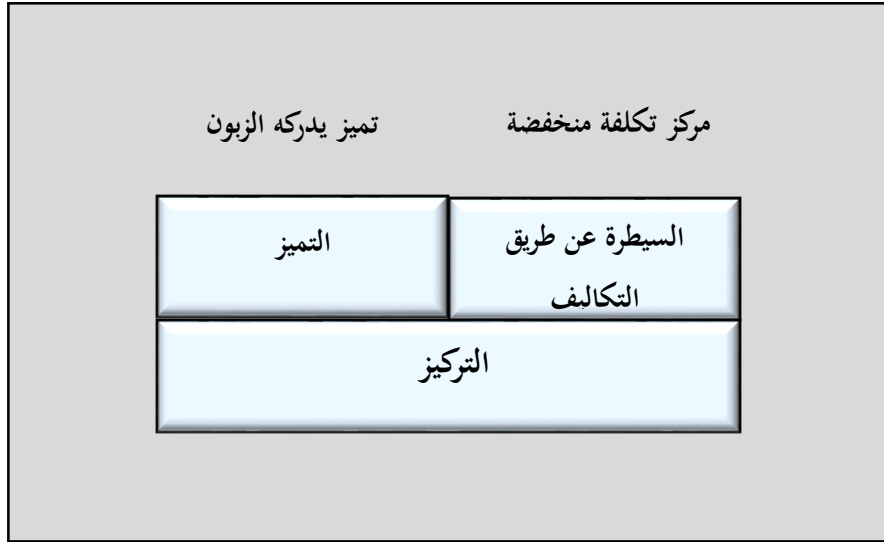 مركز تكلفة منخفضة
تميز يدركه الزبون
السيطرة عن طريق
التكاليف
التميز
التركيز